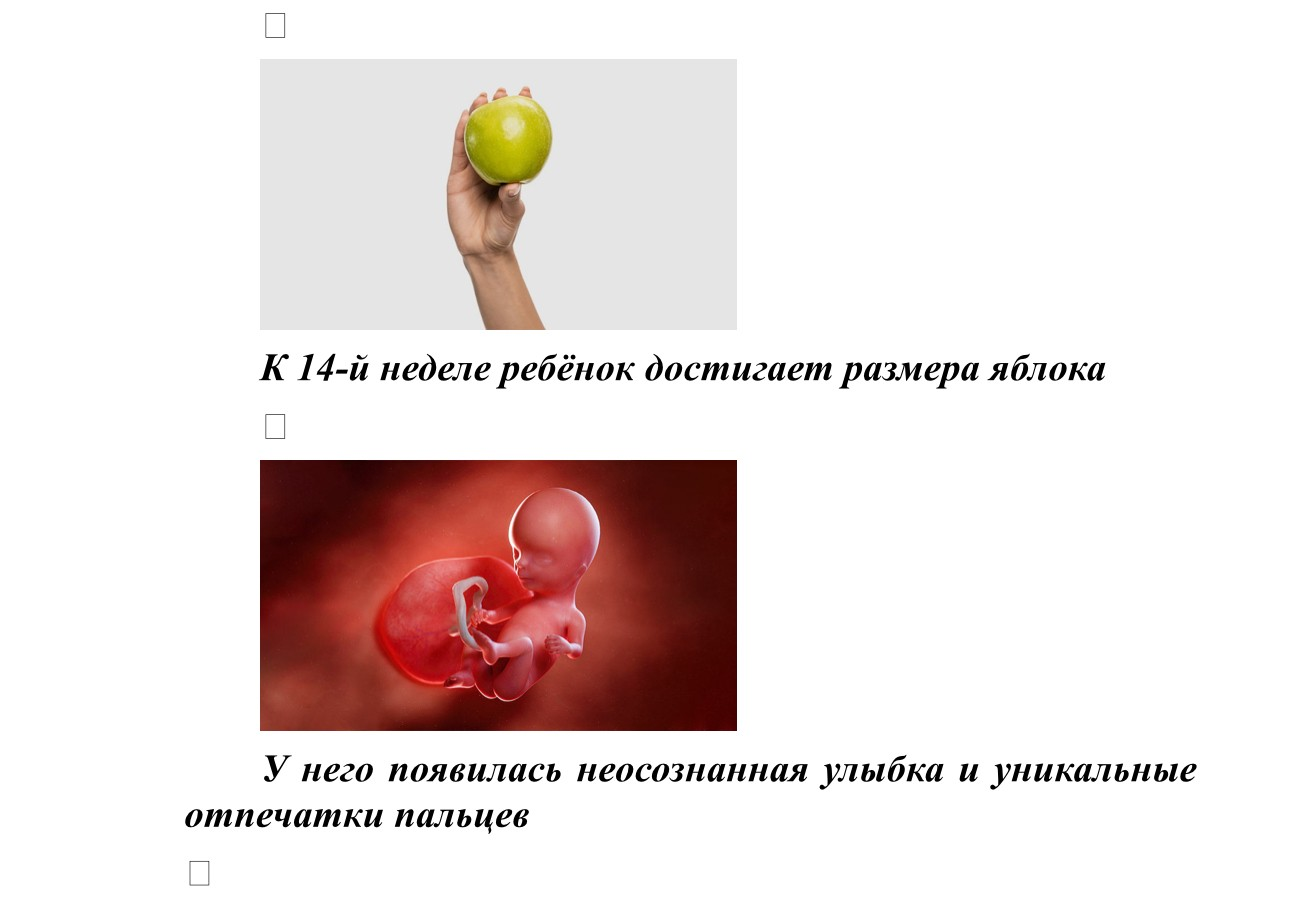 К 14-й неделе ребёнок достигает размера яблока
У него появилась неосознанная улыбка и уникальные
отпечатки пальцев